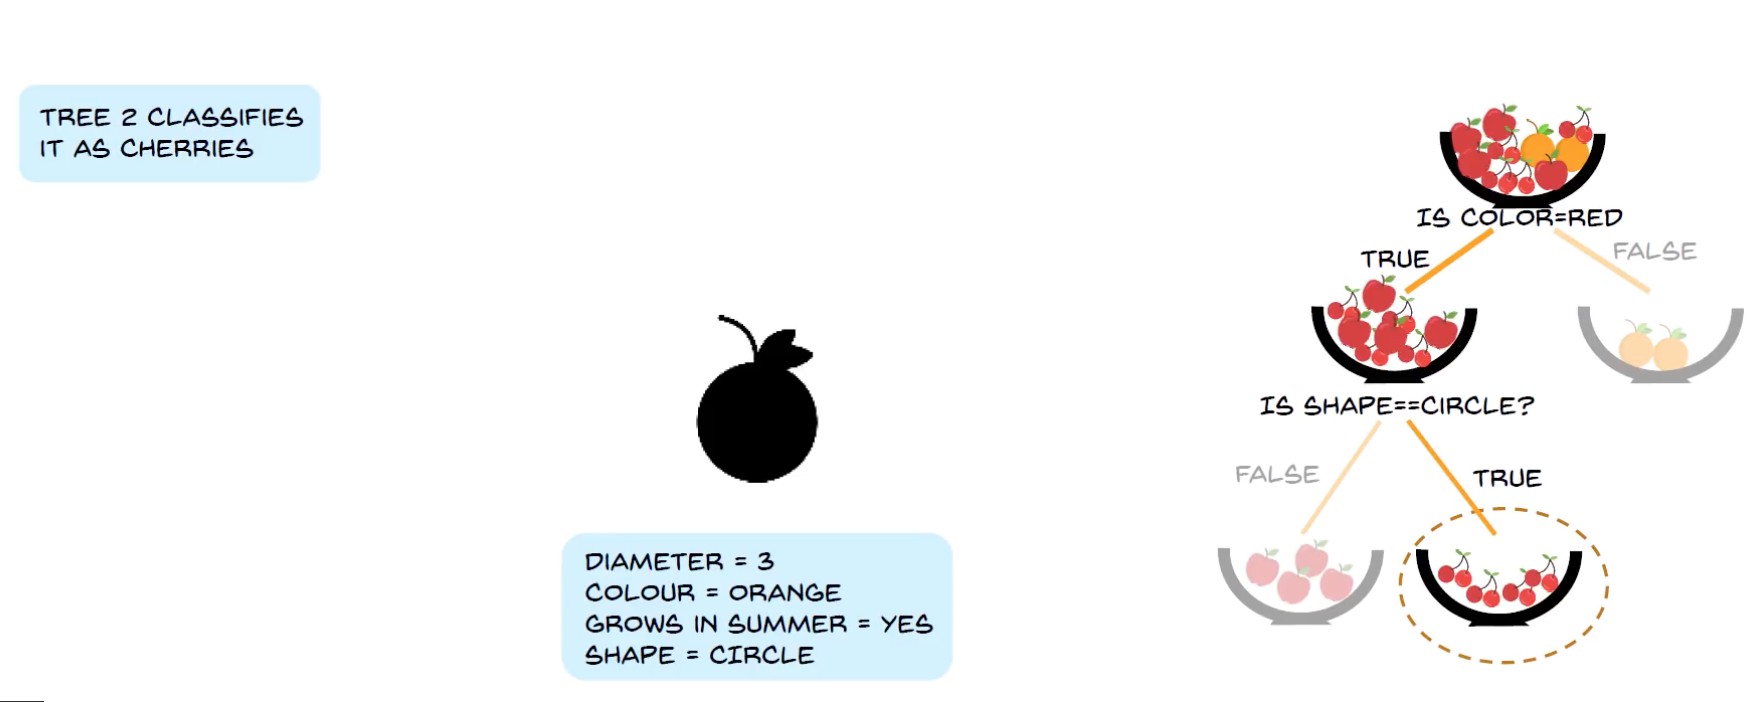 TREE 2 CLASSIFIES
IT AS CHERRIES
IS COLOR=RED
TRUE
FALSE
IS SHAPE==CIRCLE?
FALSE
TRUE
DIAMETER = 3
COLOUR = ORANGE
GROWS IN SUMMER = YES
SHAPE = CIRCLE